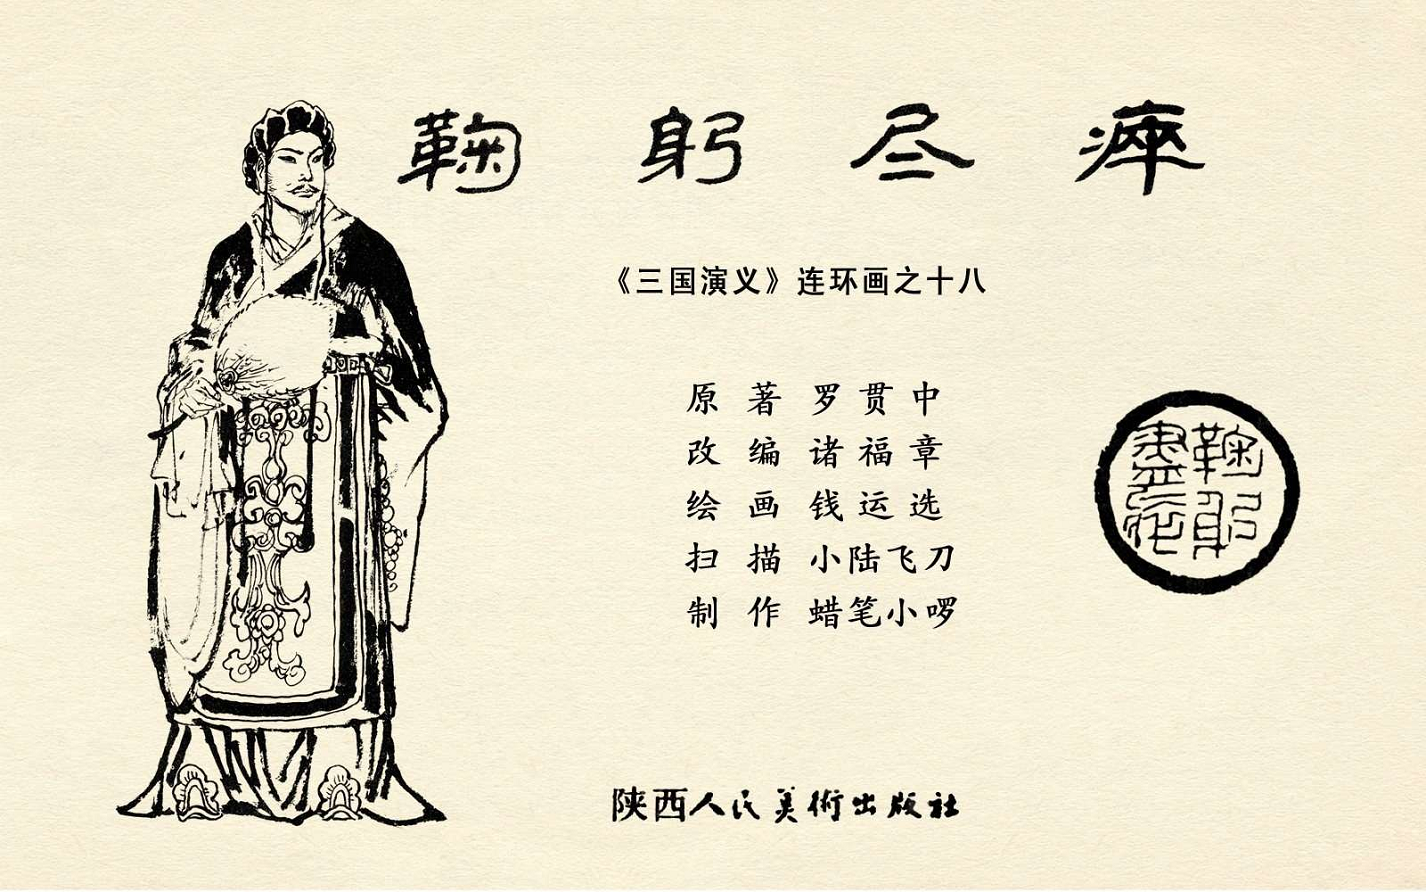 鞠躬尽瘁
《三国演义》连环画之十八
原著 罗贯中
改编 诸福章
绘画 钱运选
扫描 小陆飞刀
制作 蜡笔小啰
鞠躬
盡瘁
陕西人民美術出版社